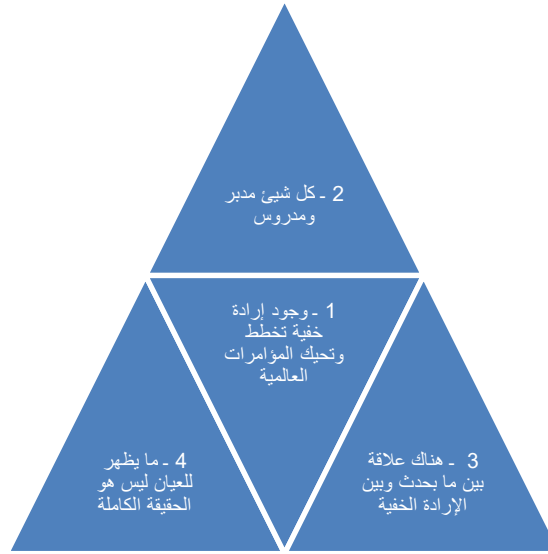 2 ـ كل شيئ مدبر
ومدروس
1 ـ وجود إرادة
خفية تخطط
وتحيك المؤامرات
العالمية
3 ـ هناك علاقة
بين ما بحدث وبين
الإرادة الخفية
4 ـ ما يظهر
للعيان ليس هو
الحقيقة الكاملة